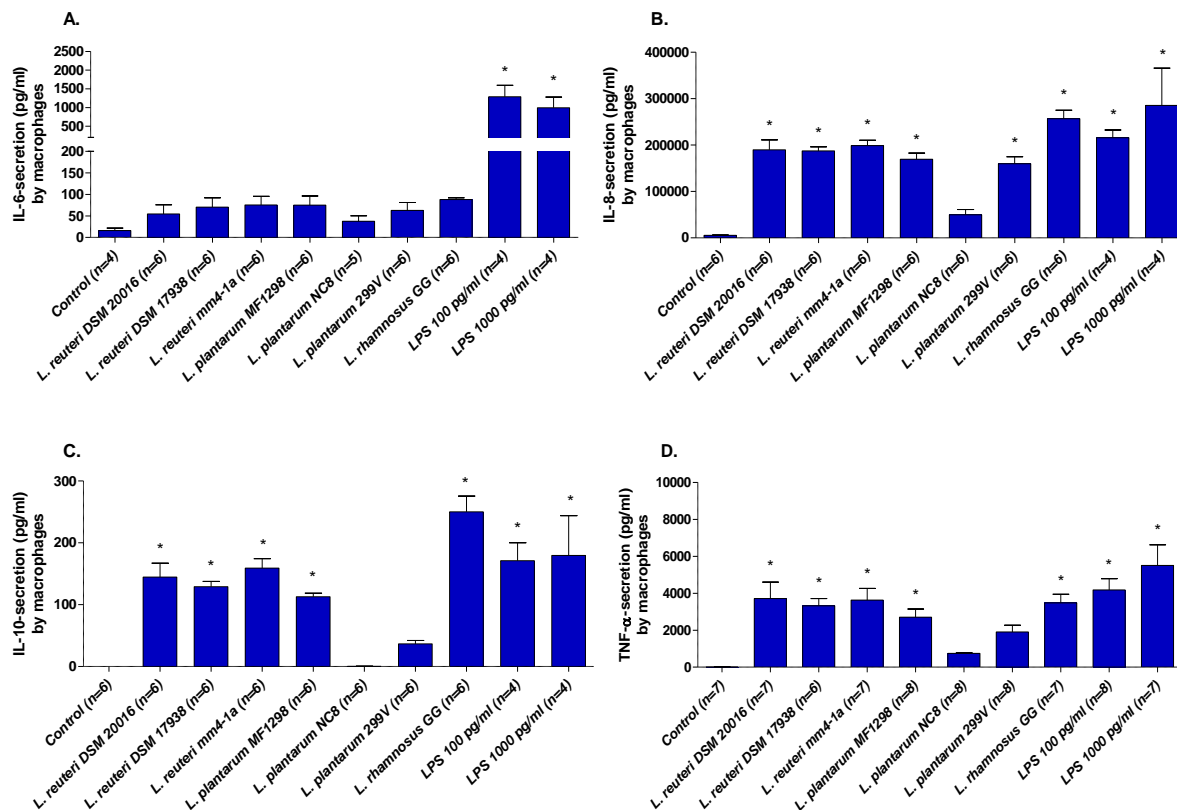 A.
IL-6-secretion (pg/ml)
by macrophages
2500
2000
1500
1000
500
200
150
100
50
0
Control (n=4)
L. reuteri DSM 20016 (n=6)
L. reuteri DSM 17938 (n=6)
L. reuteri mm4-1a (n=6)
L. plantarum MF1298 (n=6)
L. plantarum NC8 (n=5)
L. plantarum 299V (n=6)
L. rhamnosus GG (n=6)
LPS 100 pg/ml (n=4)
LPS 1000 pg/ml (n=4)
* *
B.
IL-8-secretion (pg/ml)
by macrophages
400000
300000
200000
100000
0
Control (n=6)
L. reuteri DSM 20016 (n=6)
L. reuteri DSM 17938 (n=6)
L. reuteri mm4-1a (n=6)
L. plantarum MF1298 (n=6)
L. plantarum NC8 (n=6)
L. plantarum 299V (n=6)
L. rhamnosus GG (n=6)
LPS 100 pg/ml (n=4)
LPS 1000 pg/ml (n=4)
* * * * * * * *
C.
IL-10-secretion (pg/ml)
by macrophages
300
200
100
0
Control (n=6)
L. reuteri DSM 20016 (n=6)
L. reuteri DSM 17938 (n=6)
L. reuteri mm4-1a (n=6)
L. plantarum MF1298 (n=6)
L. plantarum NC8 (n=6)
L. plantarum 299V (n=6)
L. rhamnosus GG (n=6)
LPS 100 pg/ml (n=4)
LPS 1000 pg/ml (n=4)
* * * * * * *
D.
TNF-α-secretion (pg/ml)
by macrophages
10000
8000
6000
4000
2000
0
Control (n=7)
L. reuteri DSM 20016 (n=7)
L. reuteri DSM 17938 (n=6)
L. reuteri mm4-1a (n=7)
L. plantarum MF1298 (n=8)
L. plantarum NC8 (n=8)
L. plantarum 299V (n=8)
L. rhamnosus GG (n=7)
LPS 100 pg/ml (n=8)
LPS 1000 pg/ml (n=7)
* * * * * * *